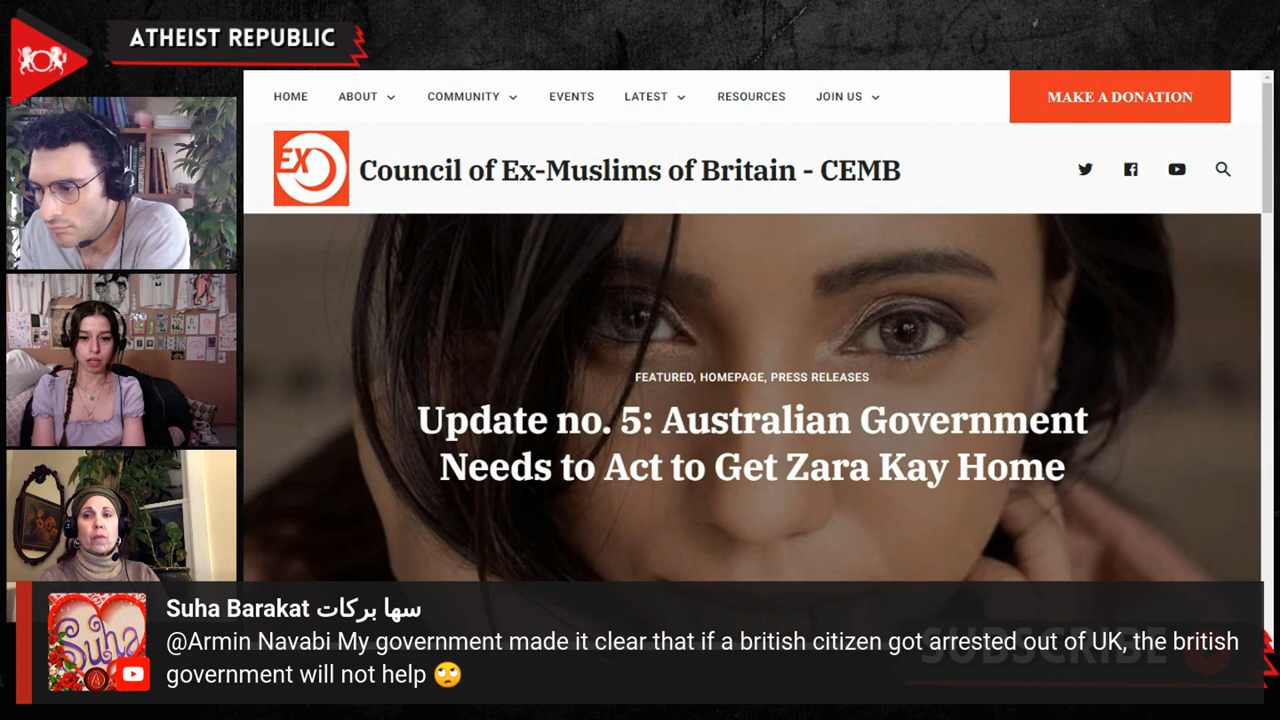 ATHEIST REPUBLIC
HOME ABOUT COMMUNITY EVENTS LATEST RESOURCES JOIN US
MAKE A DONATION
EX
Council of Ex-Muslims of Britain - CEMB
FEATURED, HOMEPAGE, PRESS RELEASES
Update no. 5: Australian Government
Needs to Act to Get Zara Kay Home
Suha
Suha Barakat سها بركات
@Armin Navabi My government made it clear that if a british citizen got arrested out of UK, the british
government will not help 🙄
SUBSCRIBE